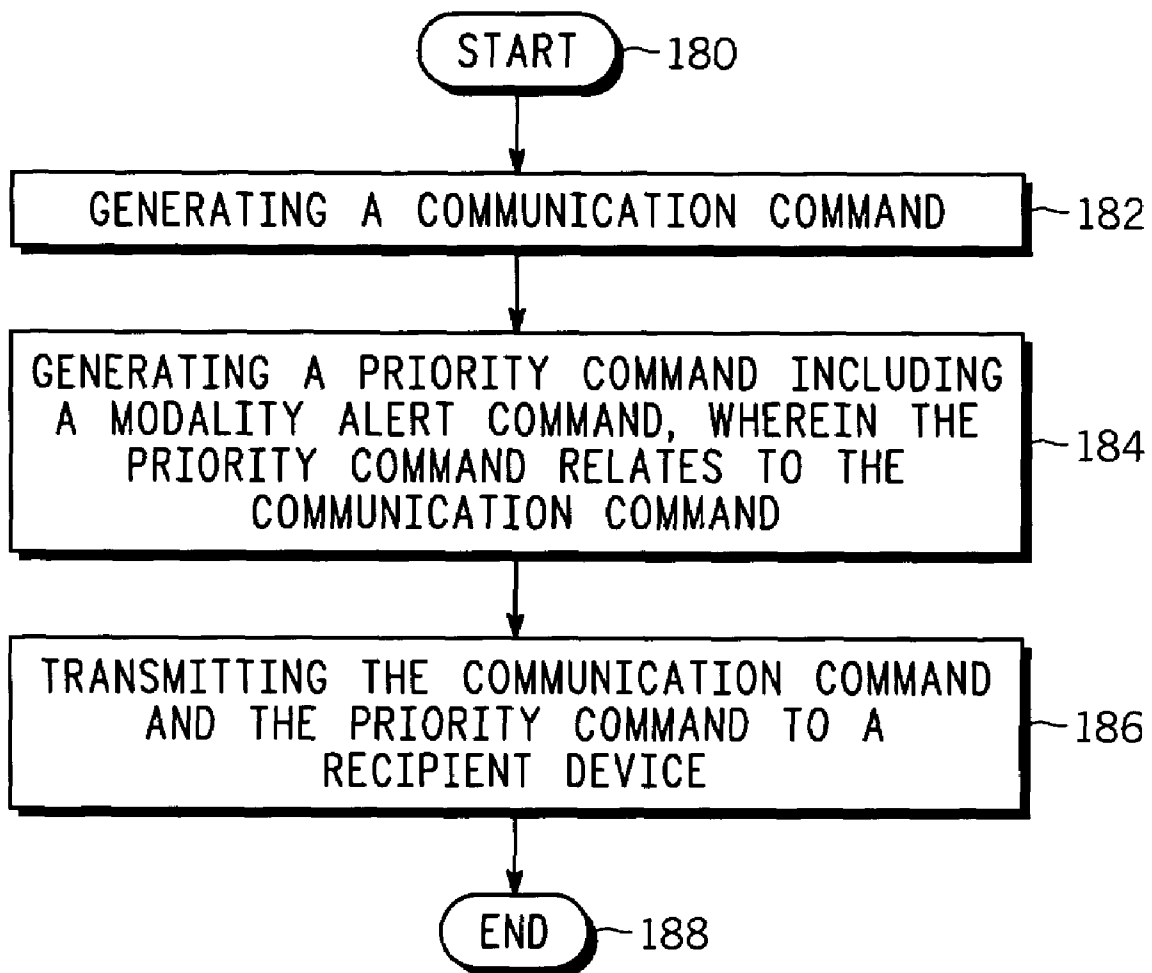 START 180
GENERATING A COMMUNICATION COMMAND 182
GENERATING A PRIORITY COMMAND INCLUDING
A MODALITY ALERT COMMAND, WHEREIN THE
PRIORITY COMMAND RELATES TO THE
COMMUNICATION COMMAND
184
TRANSMITTING THE COMMUNICATION COMMAND
AND THE PRIORITY COMMAND TO A
RECIPIENT DEVICE
186
END 188